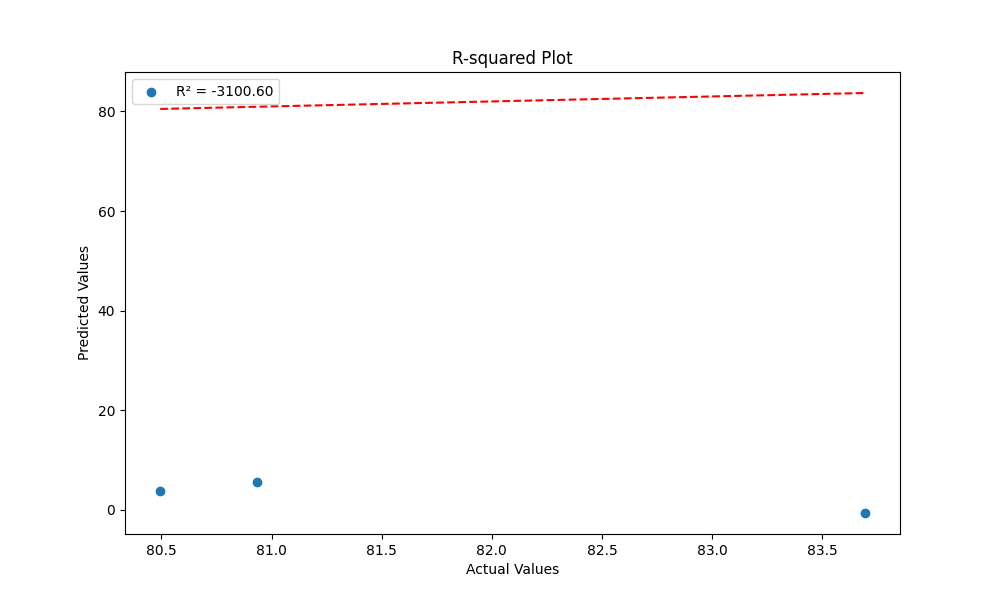 R-squared Plot
R² = -3100.60
80
60
40
20
0
Predicted Values
80.5 81.0 81.5 82.0 82.5 83.0 83.5
Actual Values